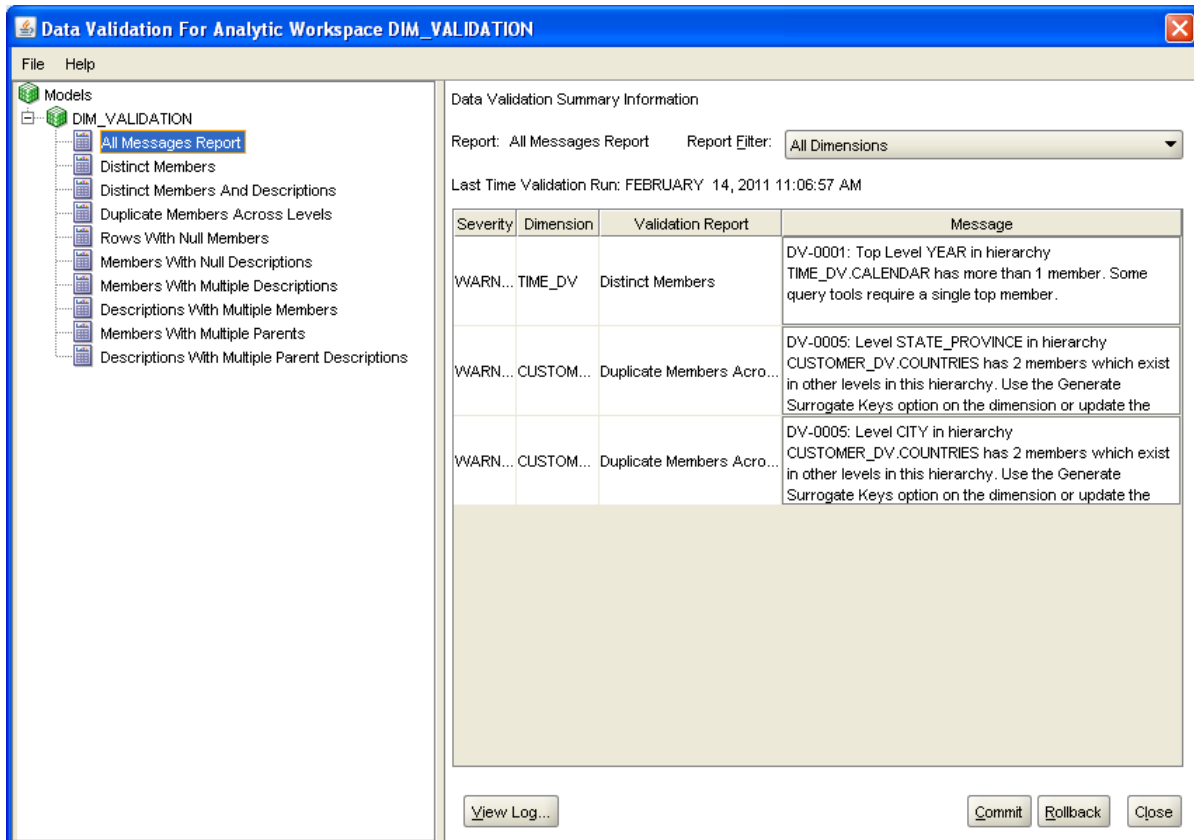 Data Validation For Analytic Workspace DIM_VALIDATION
File Help
Models
DIM_VALIDATION
All Messages Report
Distinct Members
Distinct Members And Descriptions
Duplicate Members Across Levels
Rows With Null Members
Members With Null Descriptions
Members With Multiple Descriptions
Descriptions With Multiple Members
Members With Multiple Parents
Descriptions With Multiple Parent Descriptions
Data Validation Summary Information
Report: All Messages Report Report Filter: All Dimensions
Last Time Validation Run: FEBRUARY 14, 2011 11:06:57 AM
Severity Dimension Validation Report Message
WARN... TIME_DV Distinct Members
DV-0001: Top Level YEAR in hierarchy
TIME_DV.CALENDAR has more than 1 member. Some
query tools require a single top member.
WARN... CUSTOM... Duplicate Members Acro...
DV-0005: Level STATE_PROVINCE in hierarchy
CUSTOMER_DV.COUNTRIES has 2 members which exist
in other levels in this hierarchy. Use the Generate
Surrogate Keys option on the dimension or update the
WARN... CUSTOM... Duplicate Members Acro...
DV-0005: Level CITY in hierarchy
CUSTOMER_DV.COUNTRIES has 2 members which exist
in other levels in this hierarchy. Use the Generate
Surrogate Keys option on the dimension or update the
View Log... Commit Rollback Close